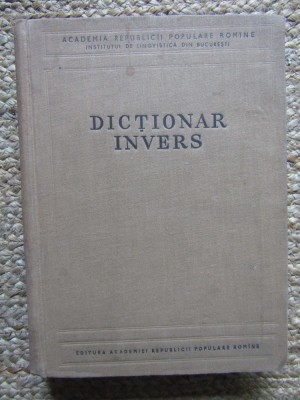 ACADEMIA REPUBLICII POPULARE ROMÎNE
INSTITUTUL DE LINGVISTICĂ DIN BUCUREȘTI
DICȚIONAR
INVERS
EDITURA ACADEMIEI REPUBLICII POPULARE ROMÎNE